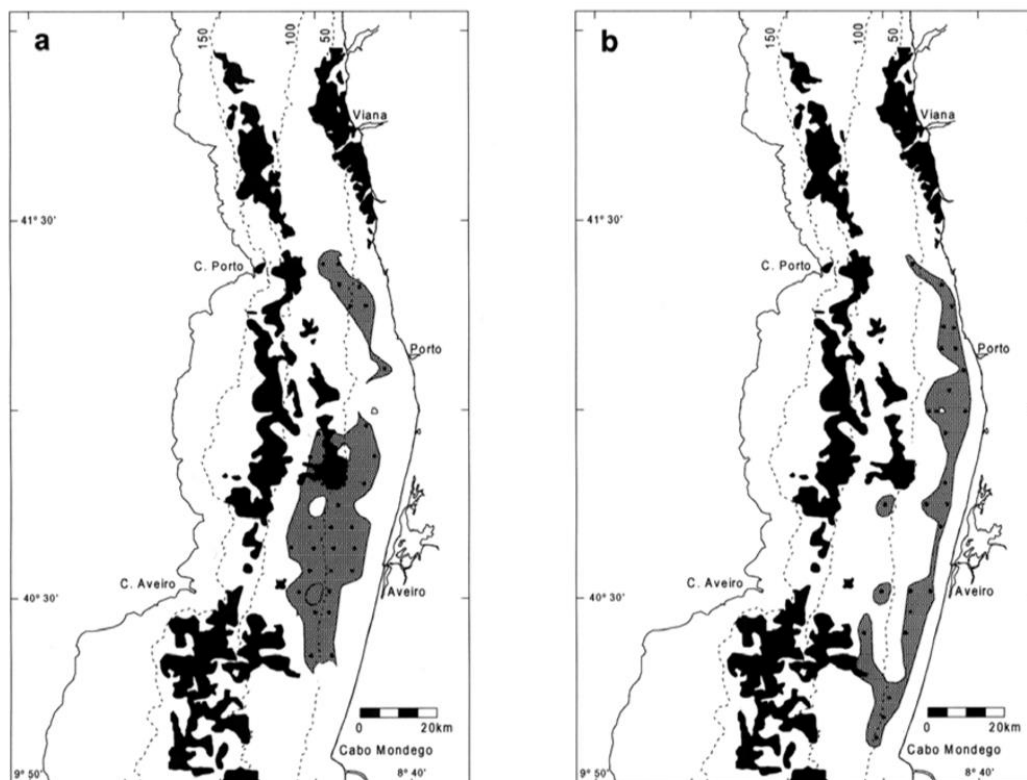 a
150
100
50
Viana
41° 30'
C. Porto
Porto
C. Aveiro
Aveiro
40° 30'
0 20km
Cabo Mondego
9° 50'
8° 40'
b
150
100
50
Viana
41° 30'
C. Porto
Porto
C. Aveiro
Aveiro
40° 30'
0 20km
Cabo Mondego
9° 50'
8° 40'